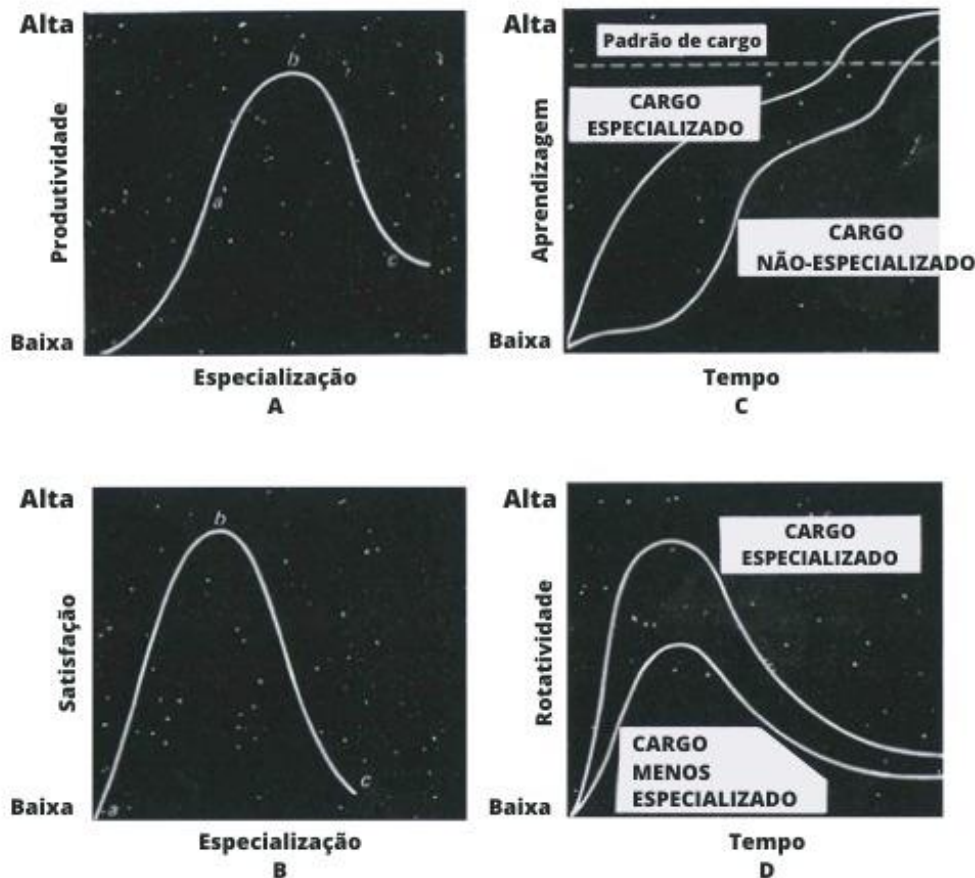 Alta
Produtividade
a
b
c
Baixa
Especialização
A
Alta
Padrão de cargo
CARGO
ESPECIALIZADO
Aprendizagem
CARGO
NÃO-ESPECIALIZADO
Baixa
Tempo
C
Alta
Satisfação
a
b
c
Baixa
Especialização
B
Alta
CARGO
ESPECIALIZADO
Rotatividade
CARGO
MENOS
ESPECIALIZADO
Baixa
Tempo
D